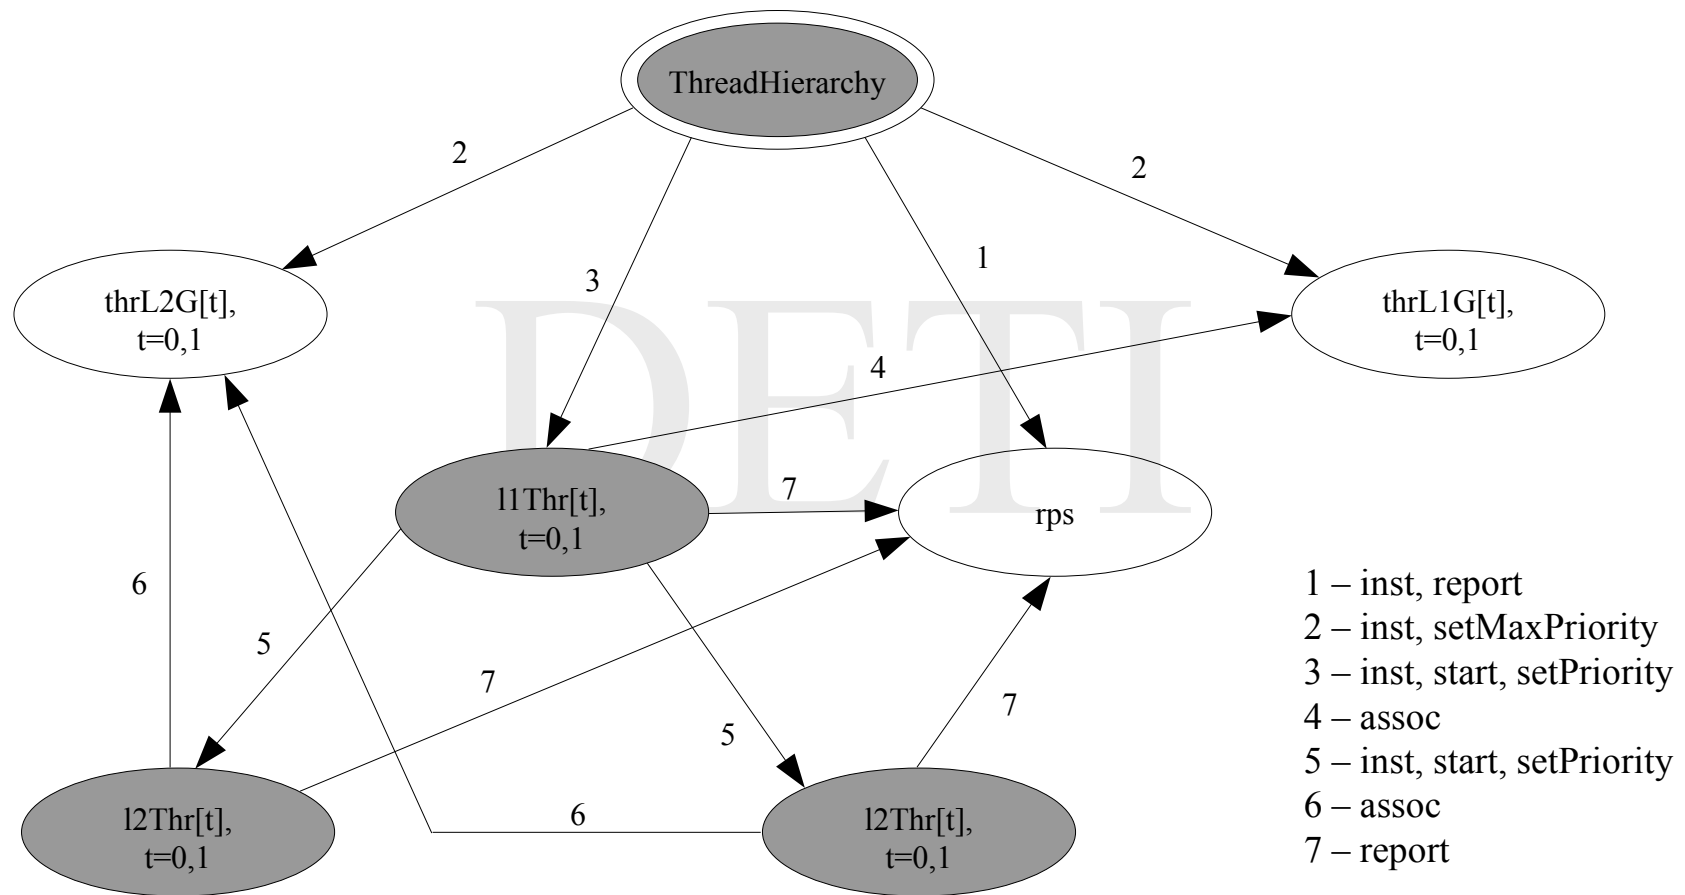 ThreadHierarchy
2
2
1
3
thrL2G[t],
t=0,1
thrL1G[t],
t=0,1
4
DETI
l1Thr[t],
t=0,1
7
rps
6
5
7
5
7
6
l2Thr[t],
t=0,1
l2Thr[t],
t=0,1
1 – inst, report
2 – inst, setMaxPriority
3 – inst, start, setPriority
4 – assoc
5 – inst, start, setPriority
6 – assoc
7 – report